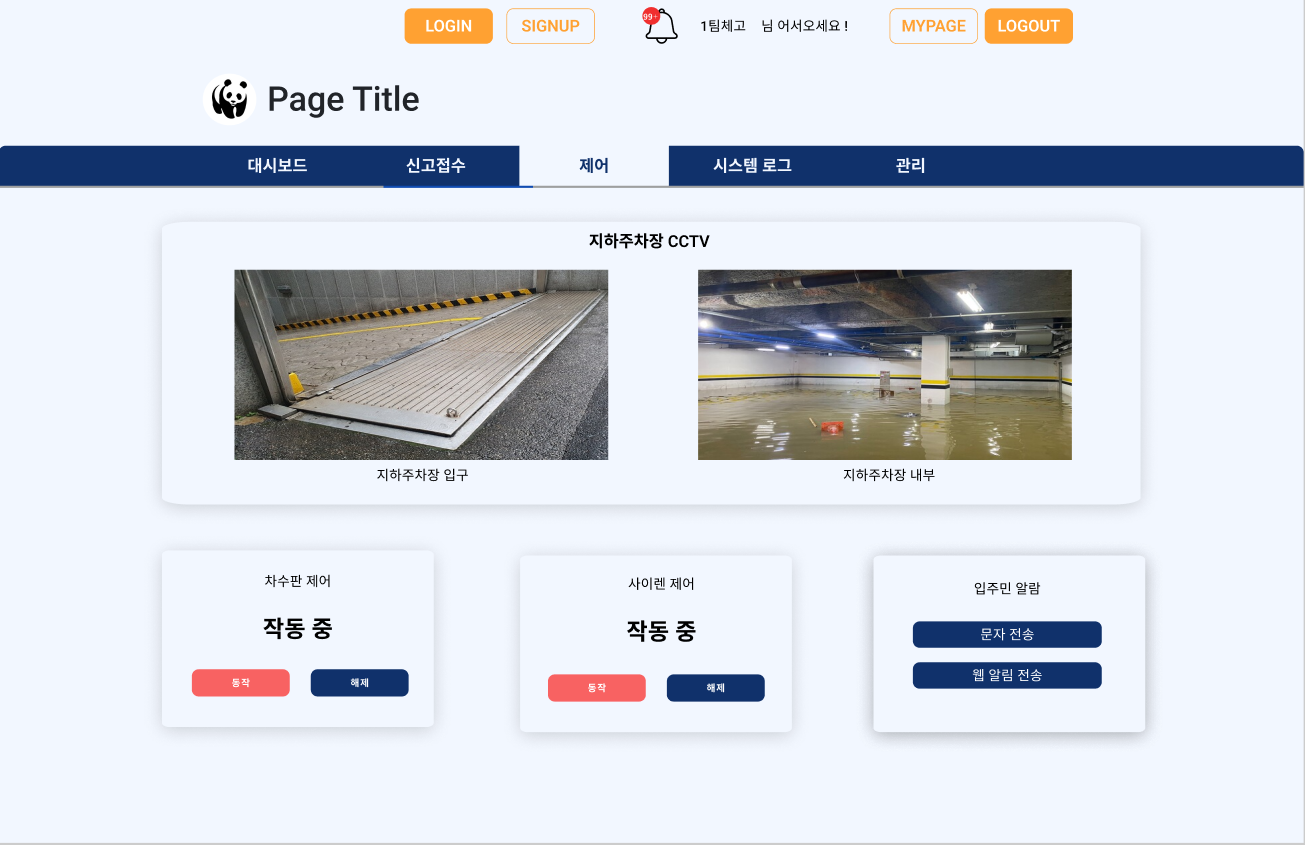 LOGIN
SIGNUP
99+
1팀체고 님 어서오세요 !
MYPAGE
LOGOUT
Page Title
대시보드
신고접수
제어
시스템 로그
관리
지하주차장 CCTV
지하주차장 입구
지하주차장 내부
차수판 제어
작동 중
동작
해제
사이렌 제어
작동 중
동작
해제
입주민 알람
문자 전송
웹 알림 전송